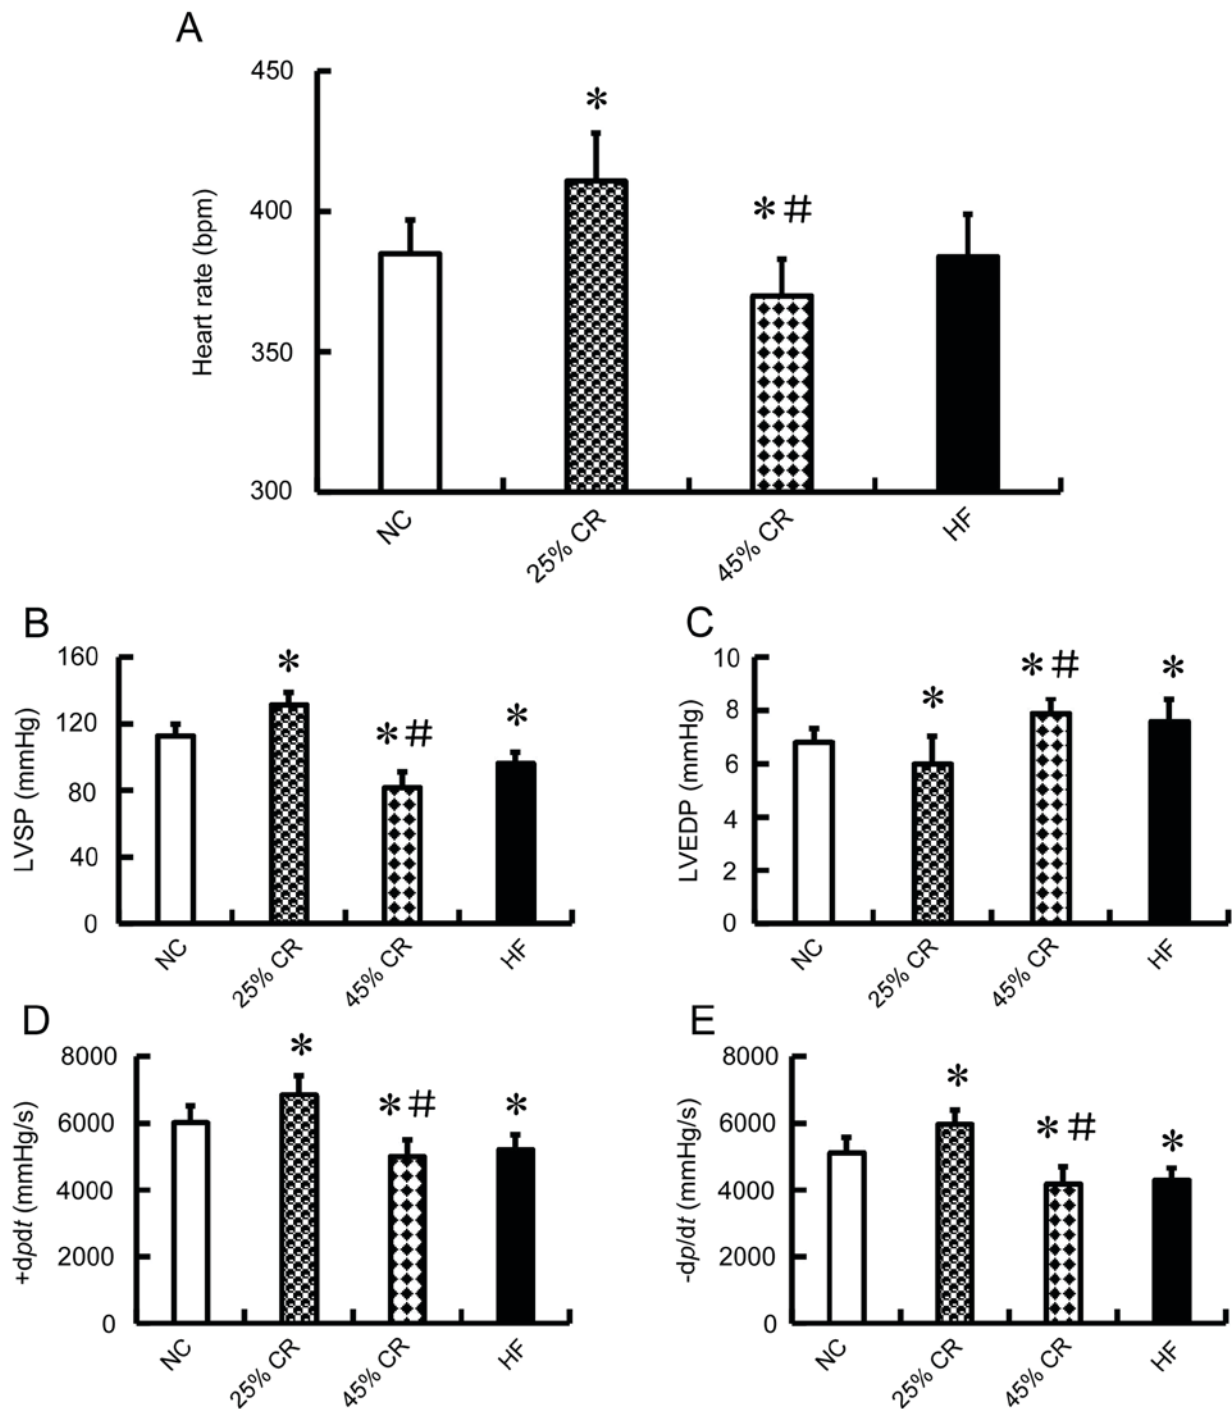 A
450
400
350
300
Heart rate (bpm)
*
*#
NC
25% CR
45% CR
HF
B
160
120
80
40
0
LVSP (mmHg)
*
*#
*
NC
25% CR
45% CR
HF
C
10
8
6
4
2
0
LVEDP (mmHg)
*
*#
*
NC
25% CR
45% CR
HF
D
8000
6000
4000
2000
0
+dpdt (mmHg/s)
*
*#
*
NC
25% CR
45% CR
HF
E
8000
6000
4000
2000
0
-dp/dt (mmHg/s)
*
*#
*
NC
25% CR
45% CR
HF